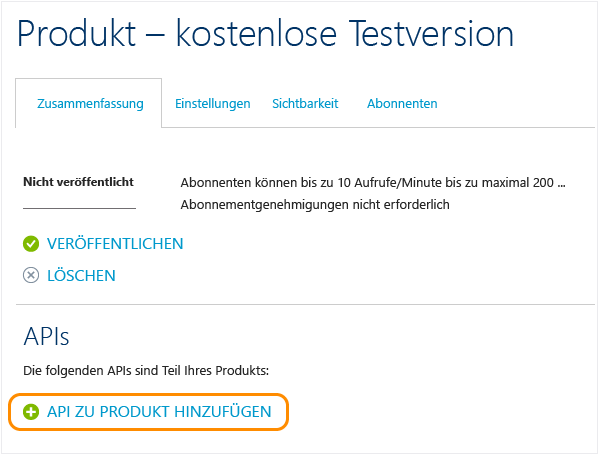 Produkt – kostenlose Testversion
Zusammenfassung Einstellungen Sichtbarkeit Abonnenten
Nicht veröffentlicht Abonnenten können bis zu 10 Aufrufe/Minute bis zu maximal 200 ...
Abonnementgenehmigungen nicht erforderlich
VERÖFFENTLICHEN
LÖSCHEN
APIs
Die folgenden APIs sind Teil Ihres Produkts:
API ZU PRODUKT HINZUFÜGEN